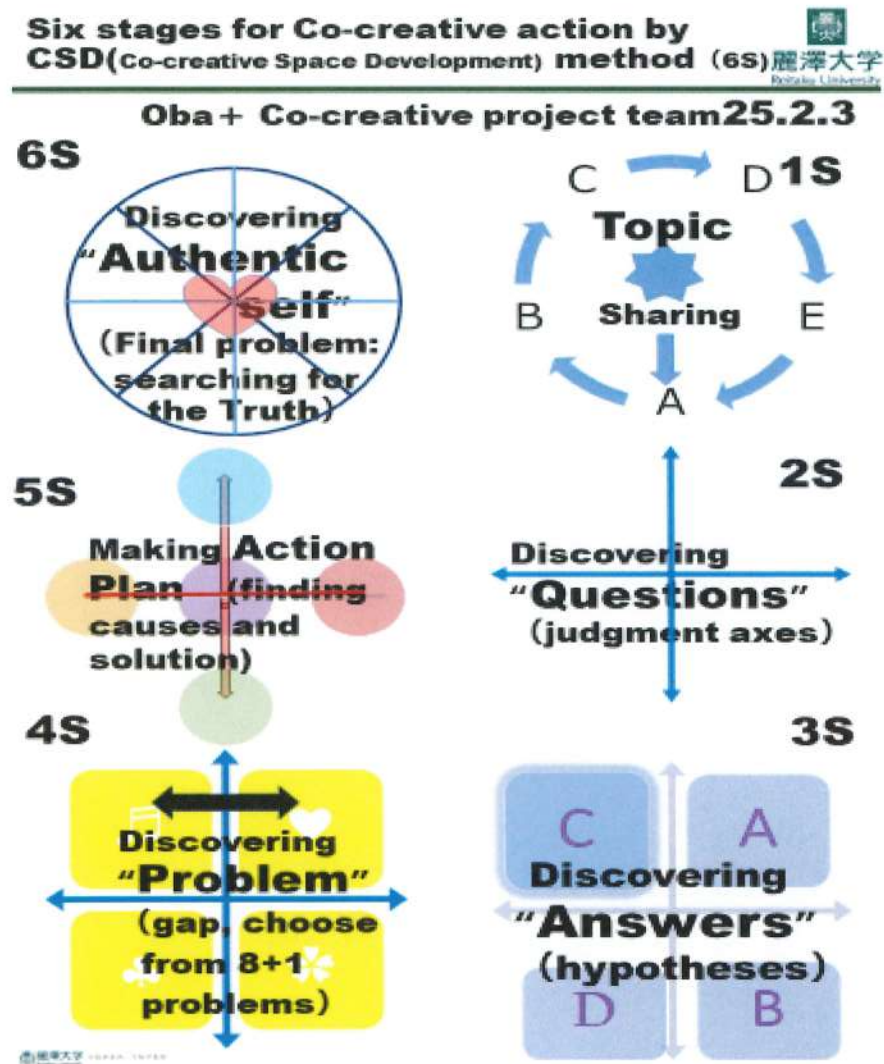 Six stages for Co-creative action by
CSD(Co-creative Space Development) method (6S)
麗澤大学
Reitaku University
Oba+ Co-creative project team25.2.3
6S
Discovering
"Authentic
self"
(Final problem:
searching for
the Truth)
1S
C
D
Topic
B
Sharing
E
A
5S
Making Action
Plan (finding
causes and
solution)
2S
Discovering
"Questions"
(judgment axes)
4S
Discovering
"Problem"
(gap, choose
from 8+1
problems)
3S
C
A
Discovering
"Answers"
(hypotheses)
D
B
麗澤大学